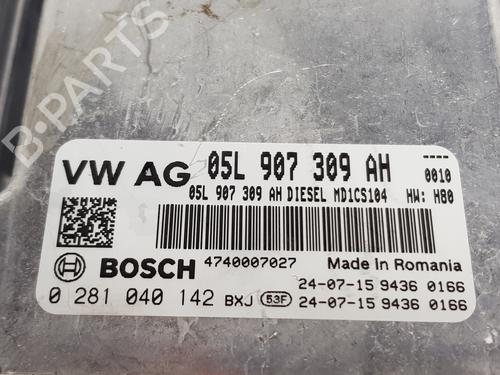 B-PARTS
VW AG 05L 907 309 AH ----
0010
05L 907 309 AH DIESEL MD1CS104 HW: H80
BOSCH 4740007027 Made in Romania
24-07-15 9436 0166
0 281 040 142 BXJ 53F 24-07-15 9436 0166